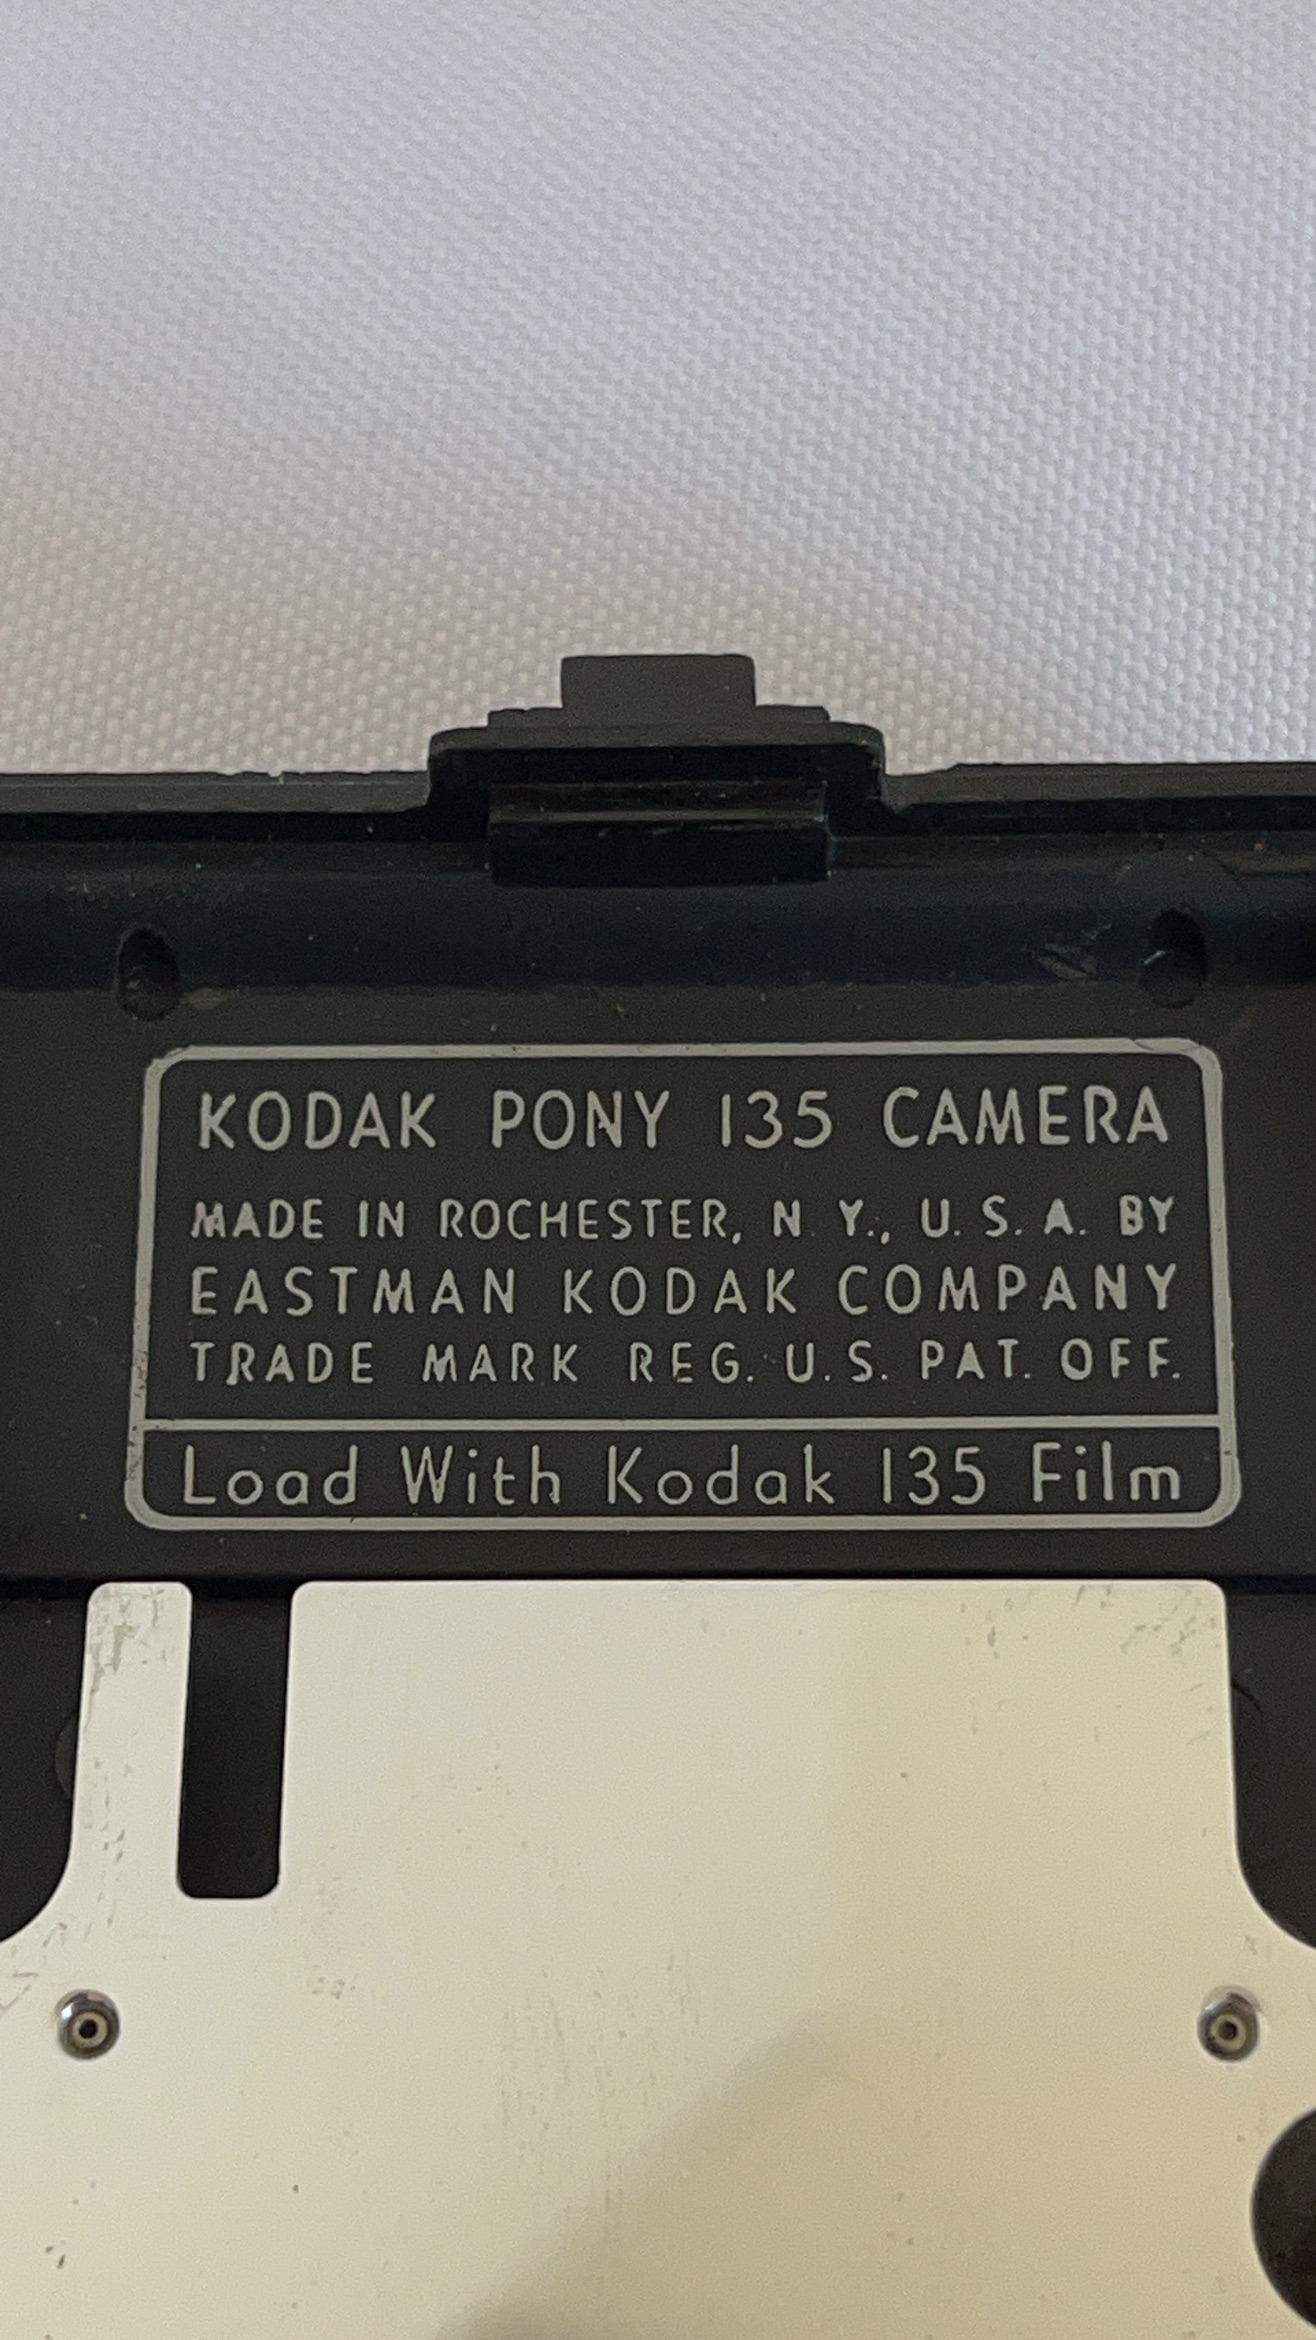 KODAK PONY 135 CAMERA
MADE IN ROCHESTER, N. Y., U. S. A. BY
EASTMAN KODAK COMPANY
TRADE MARK REG. U.S. PAT. OFF.
Load With Kodak 135 Film